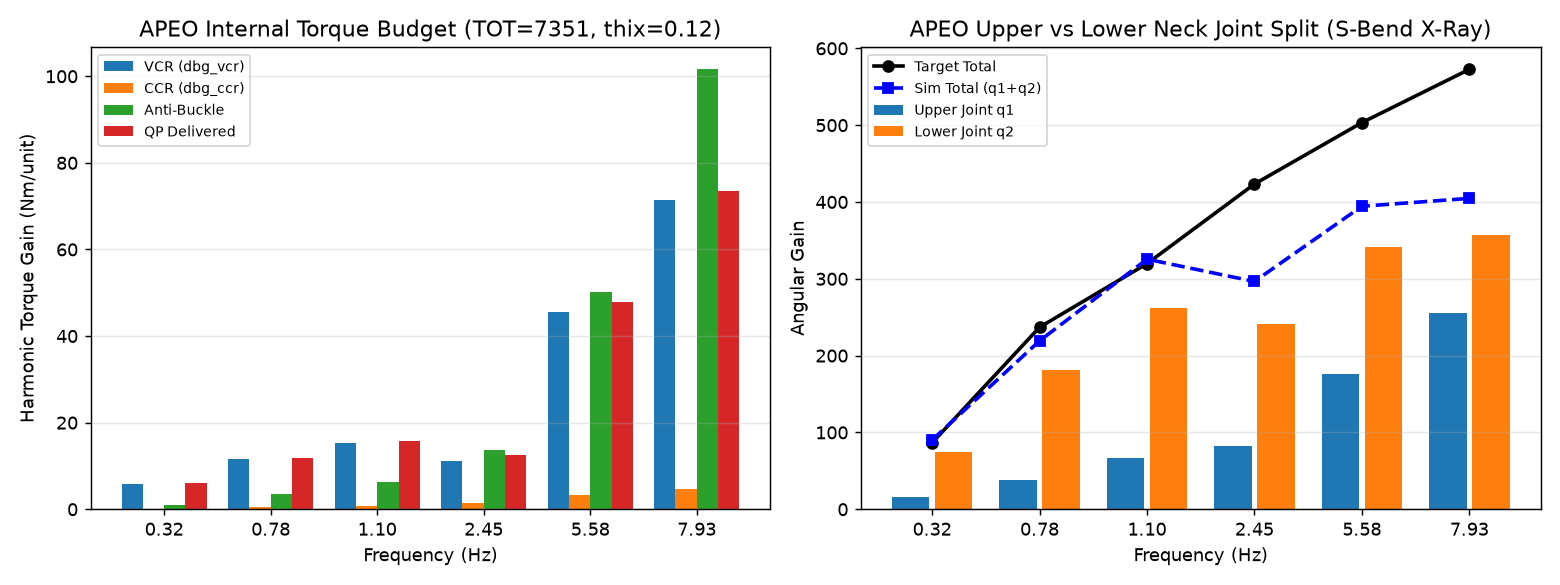 APEO Internal Torque Budget (TOT=7351, thix=0.12)
Harmonic Torque Gain (Nm/unit)
100
80
60
40
20
0
VCR (dbg_vcr)
CCR (dbg_ccr)
Anti-Buckle
QP Delivered
0.32 0.78 1.10 2.45 5.58 7.93
Frequency (Hz)
APEO Upper vs Lower Neck Joint Split (S-Bend X-Ray)
Angular Gain
600
500
400
300
200
100
0
Target Total
Sim Total (q1+q2)
Upper Joint q1
Lower Joint q2
0.32 0.78 1.10 2.45 5.58 7.93
Frequency (Hz)